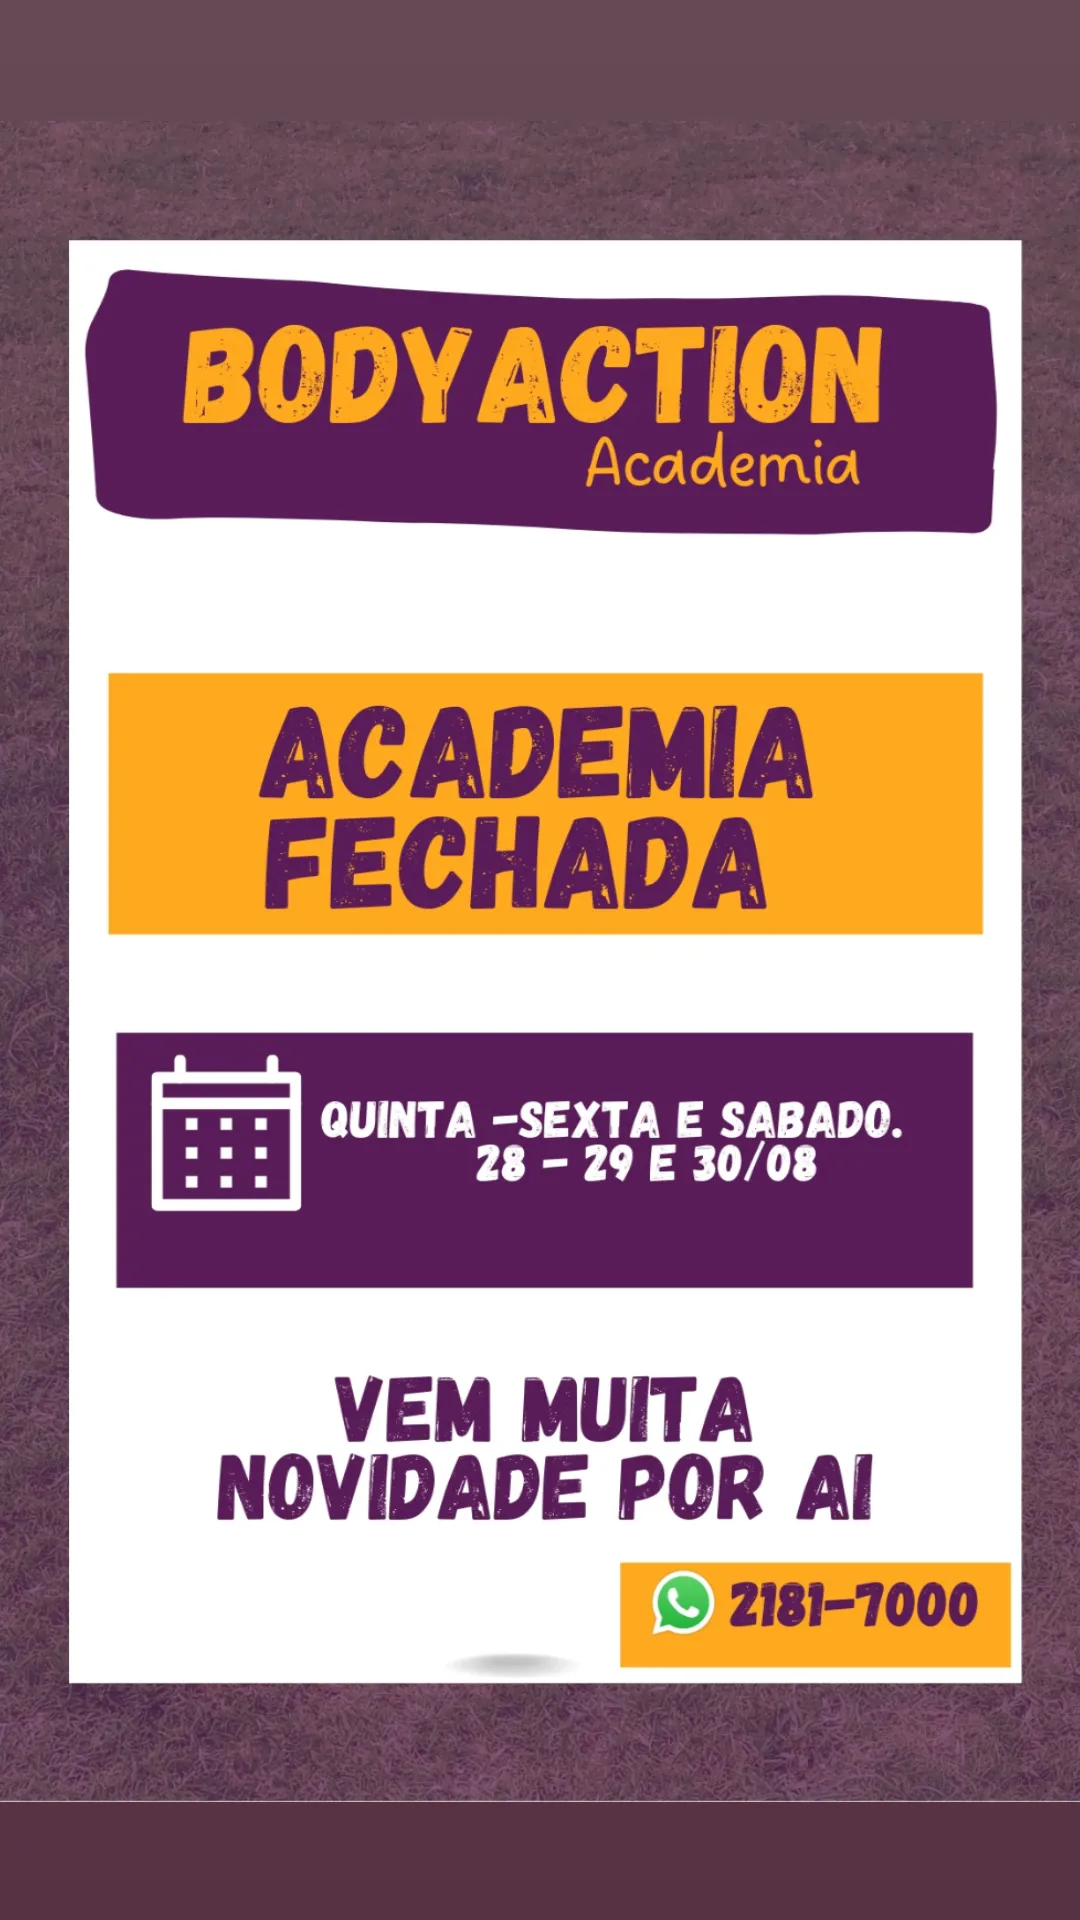 BODYACTION
Academia
ACADEMIA
FECHADA
QUINTA -SEXTA E SABADO.
28 - 29 E 30/08
VEM MUITA
NOVIDADE POR AI
2181-7000